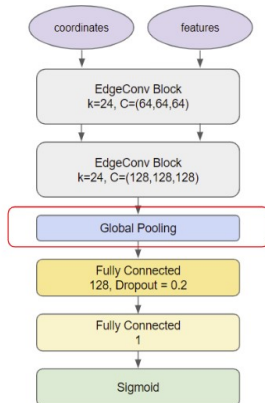 coordinates features
EdgeConv Block
k=24, C=(64,64,64)
EdgeConv Block
k=24, C=(128,128,128)
Global Pooling
Fully Connected
128, Dropout = 0.2
Fully Connected
1
Sigmoid